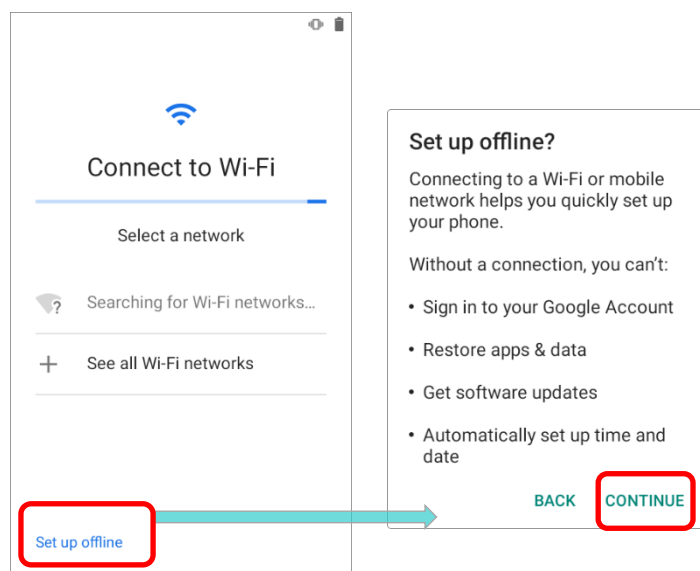 Connect to Wi-Fi
Select a network
Searching for Wi-Fi networks...
See all Wi-Fi networks
Set up offline
Set up offline?
Connecting to a Wi-Fi or mobile
network helps you quickly set up
your phone.
Without a connection, you can't:
• Sign in to your Google Account
• Restore apps & data
• Get software updates
• Automatically set up time and
date
BACK CONTINUE